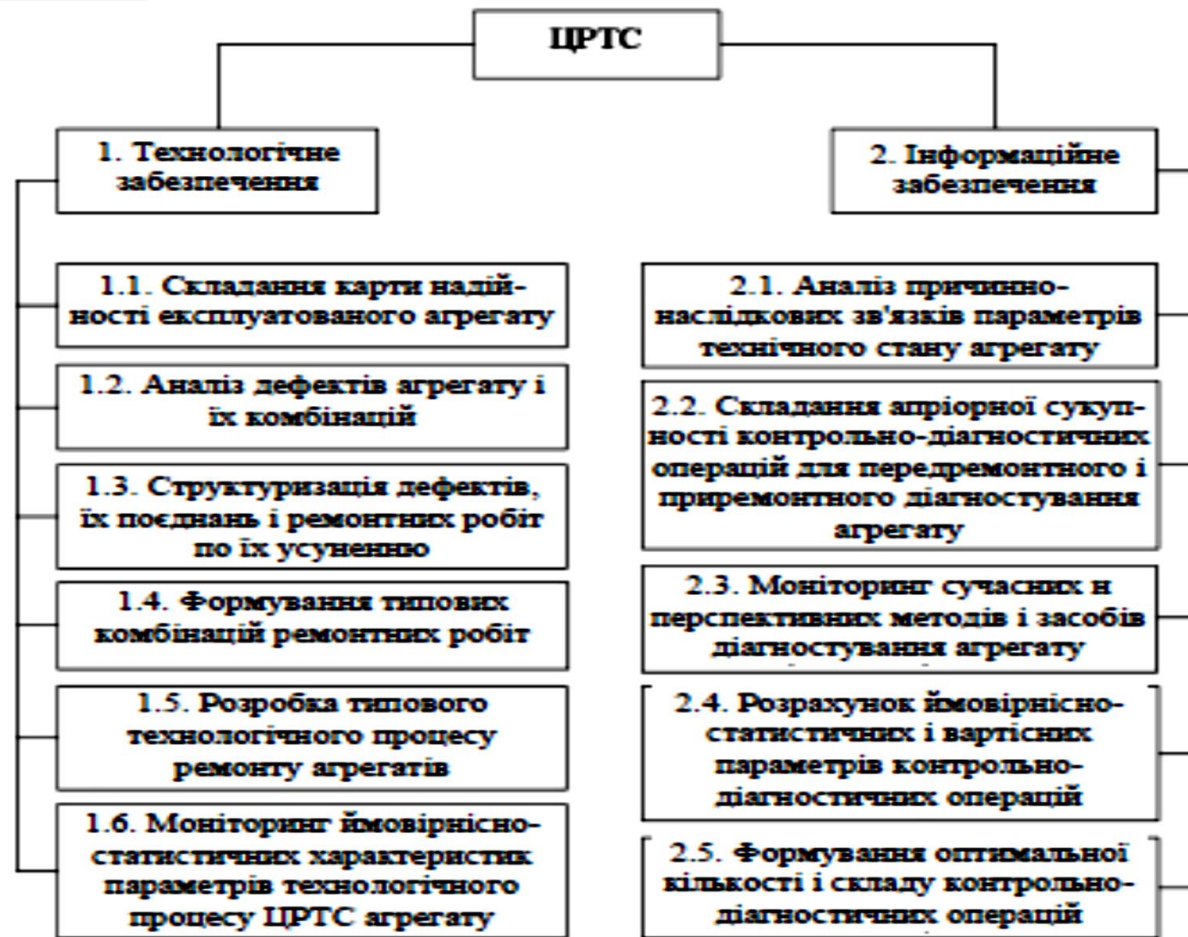 ЦРТС
1. Технологічне
забезпечення
1.1. Складання карти надій-
ності експлуатованого агрегату
1.2. Аналіз дефектів агрегату і
їх комбінацій
1.3. Структуризація дефектів,
їх поєднань і ремонтних робіт
по їх усуненню
1.4. Формування типових
комбінацій ремонтних робіт
1.5. Розробка типового
технологічного процесу
ремонту агрегатів
1.6. Моніторинг ймовірнісно-
статистичних характеристик
параметрів технологічного
процесу ЦРТС агрегату
2. Інформаційне
забезпечення
2.1. Аналіз причинно-
наслідкових зв'язків параметрів
технічного стану агрегату
2.2. Складання апріорної сукуп-
ності контрольно-діагностичних
операцій для передремонтного і
приремонтного діагностування
агрегату
2.3. Моніторинг сучасних н
перспективних методів і засобів
діагностування агрегату
2.4. Розрахунок ймовірнісно-
статистичних і вартісних
параметрів контрольно-
діагностичних операцій
2.5. Формування оптимальної
кількості і складу контрольно-
діагностичних операцій